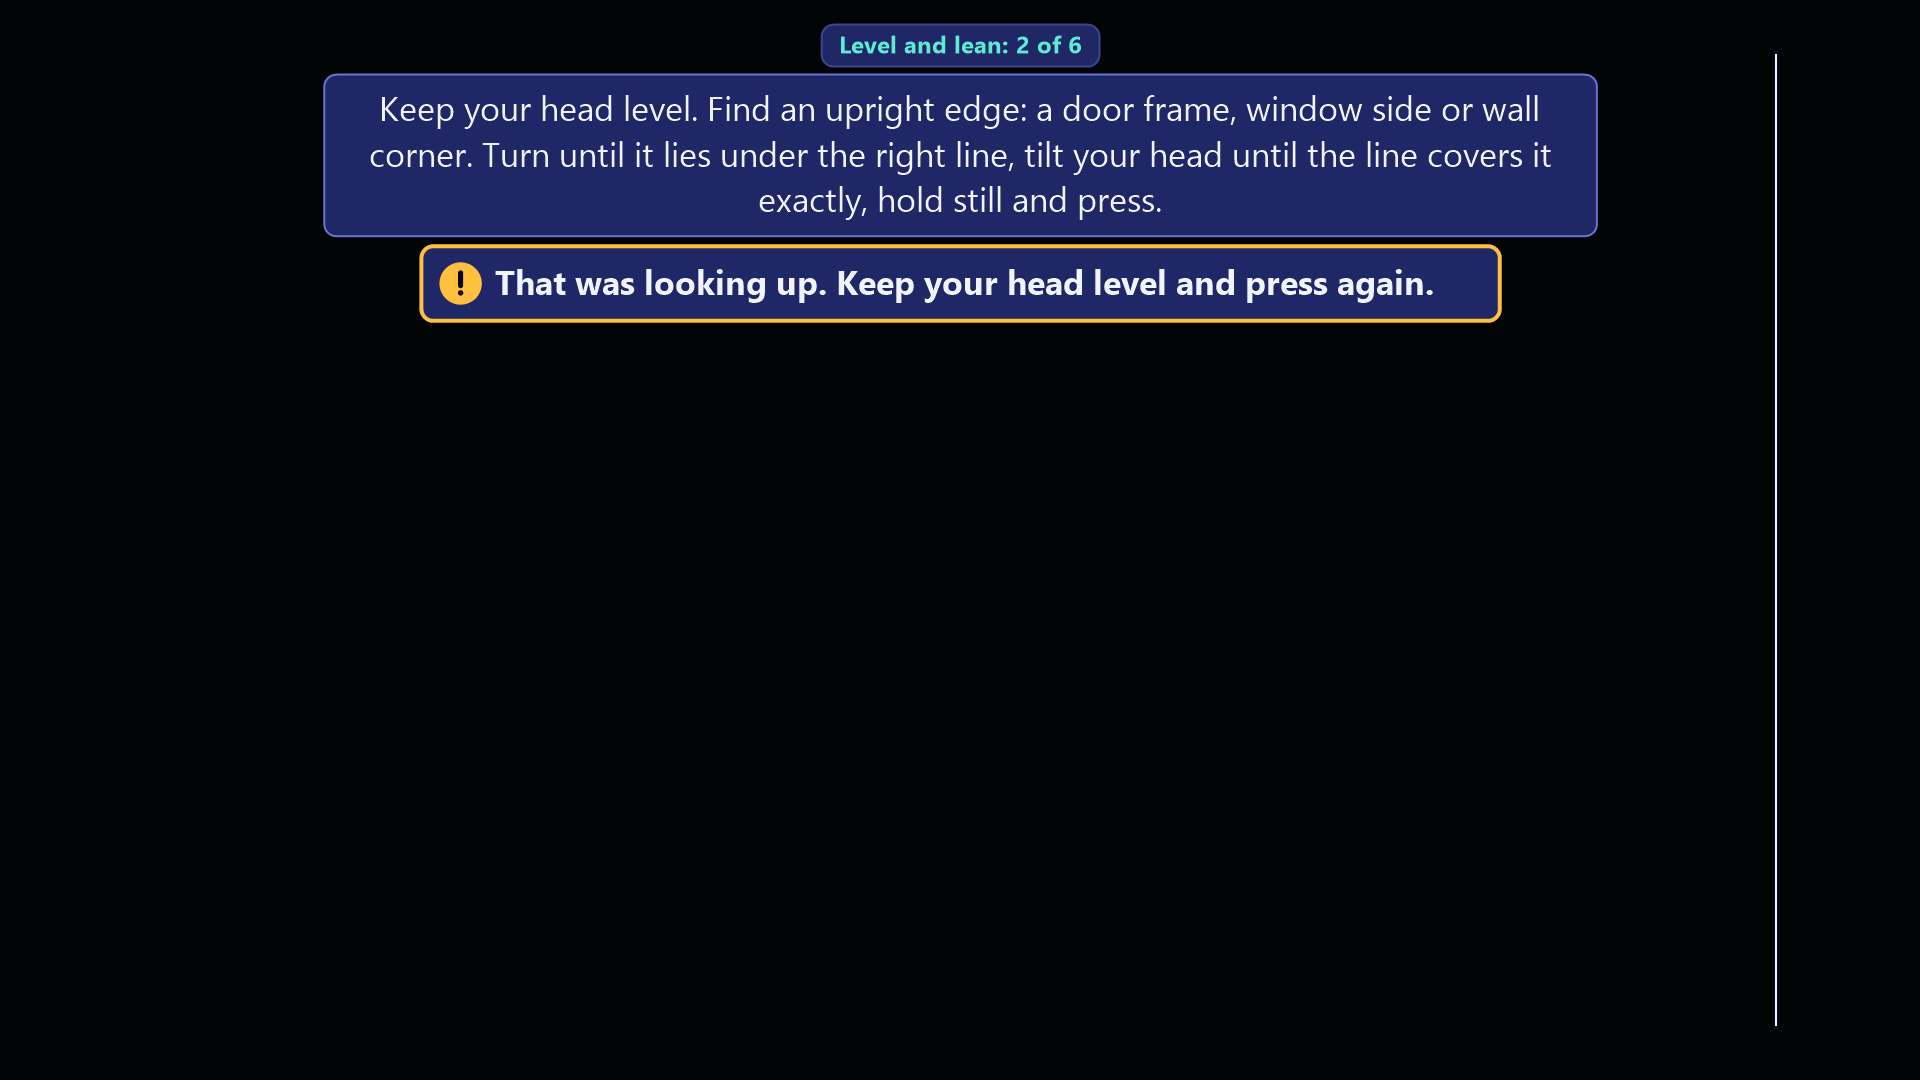 Level and lean: 2 of 6
Keep your head level. Find an upright edge: a door frame, window side or wall
corner. Turn until it lies under the right line, tilt your head until the line covers it
exactly, hold still and press.
That was looking up. Keep your head level and press again.